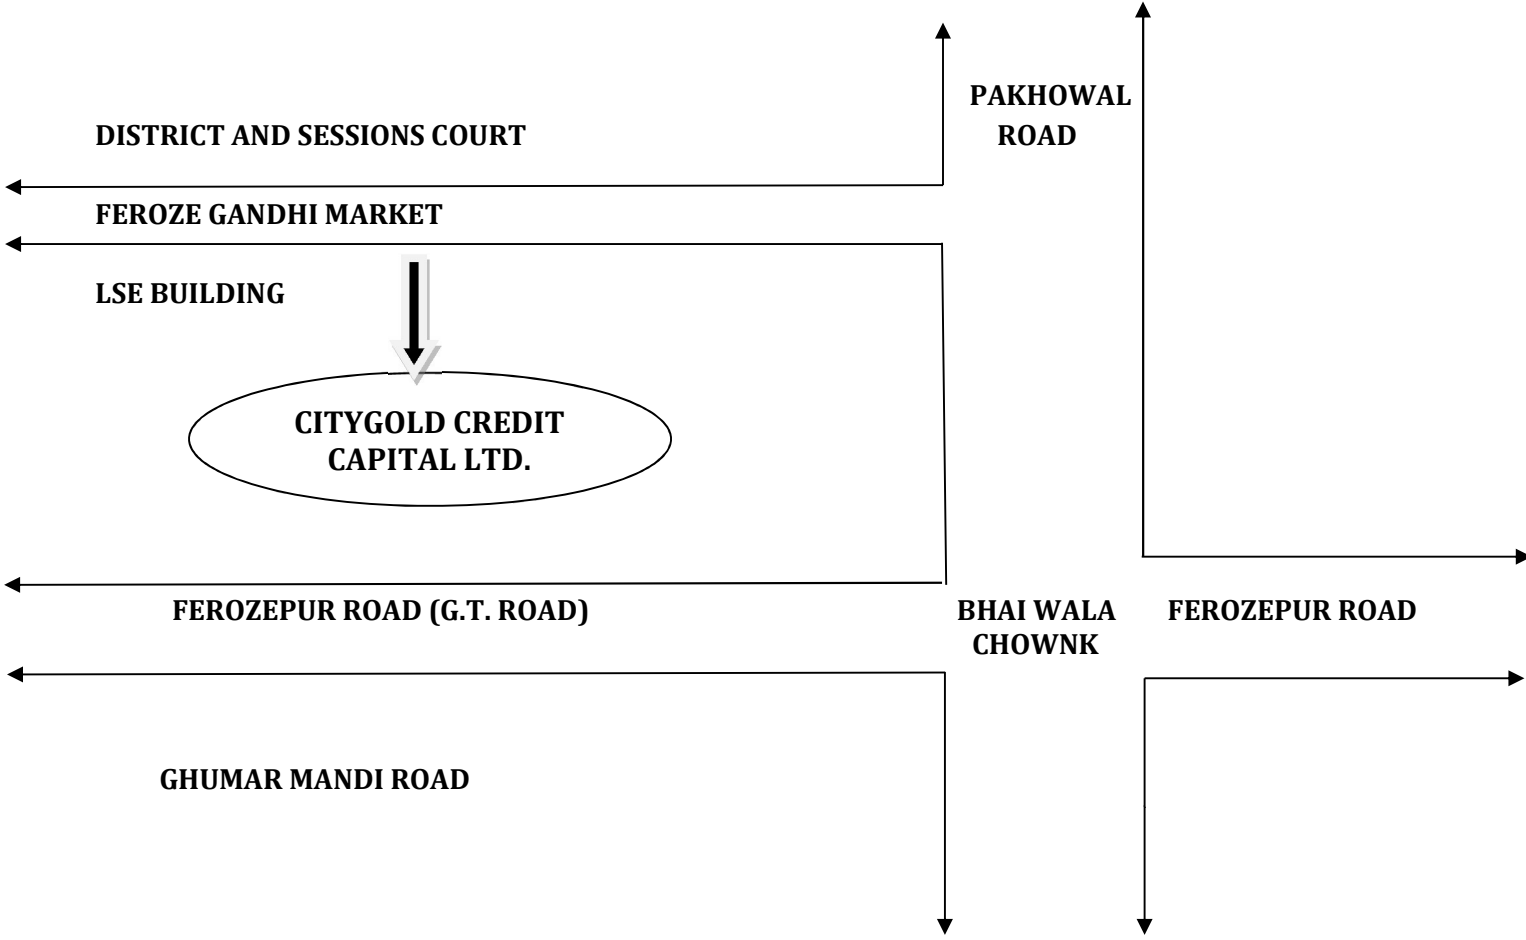 PAKHOWAL
ROAD
DISTRICT AND SESSIONS COURT
FEROZE GANDHI MARKET
LSE BUILDING
CITYGOLD CREDIT
CAPITAL LTD.
FEROZEPUR ROAD (G.T. ROAD)
BHAI WALA
CHOWNK
FEROZEPUR ROAD
GHUMAR MANDI ROAD